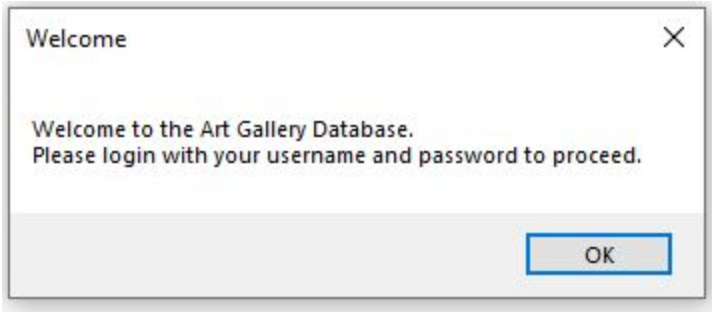 Welcome
Welcome to the Art Gallery Database.
Please login with your username and password to proceed.
OK